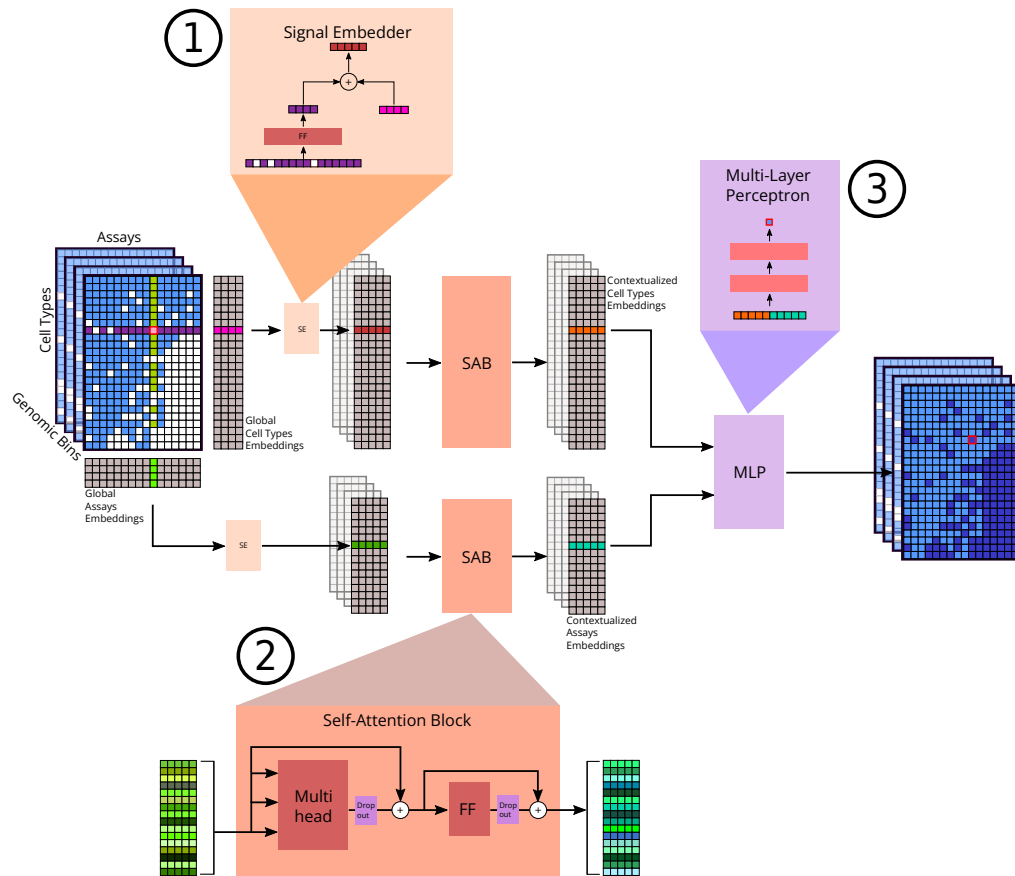 1
Signal Embedder
+
FF
3
Multi-Layer
Perceptron
Assays
Cell Types
Genomic Bins
SE
Global
Cell Types
Embeddings
SAB
Contextualized
Cell Types
Embeddings
MLP
Global
Assays
Embeddings
SE
SAB
Contextualized
Assays
Embeddings
2
Self-Attention Block
Multi
head
Drop
out
+
FF
Drop
out
+